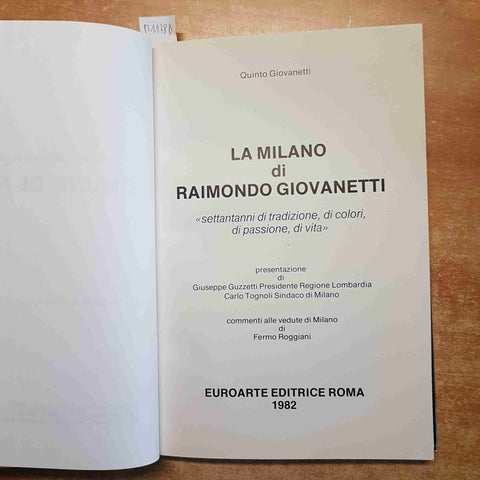 Quinto Giovanetti
LA MILANO
di
RAIMONDO GIOVANETTI
«settantanni di tradizione, di colori,
di passione, di vita»
presentazione
di
Giuseppe Guzzetti Presidente Regione Lombardia
Carlo Tognoli Sindaco di Milano
commenti alle vedute di Milano
di
Fermo Roggiani
EUROARTE EDITRICE ROMA
1982